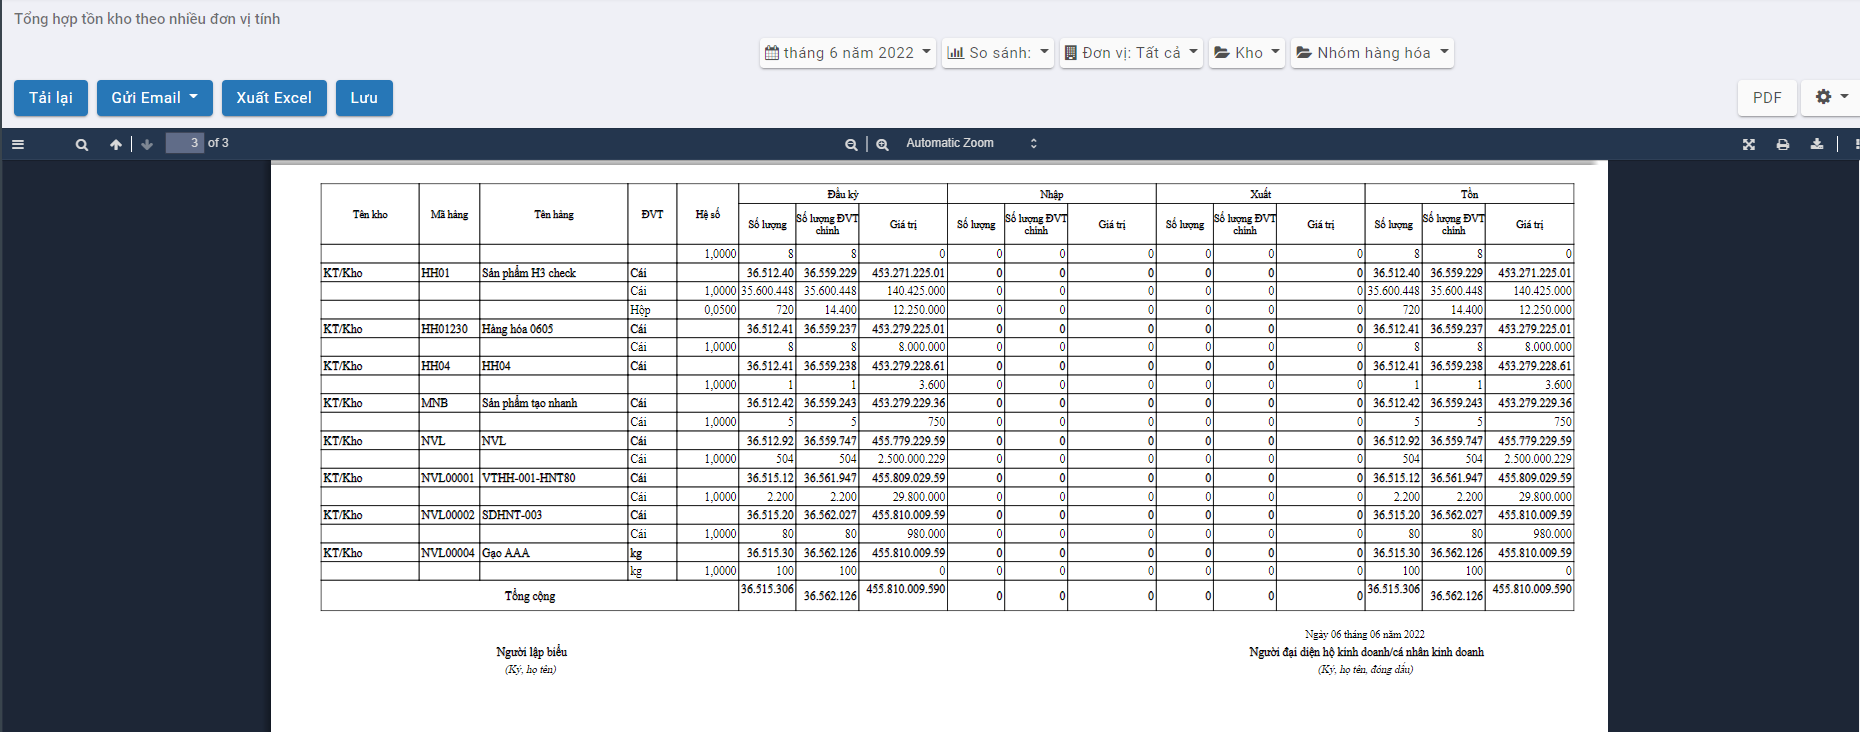 Tổng hợp tồn kho theo nhiều đơn vị tính
tháng 6 năm 2022 So sánh: Đơn vị: Tất cả Kho Nhóm hàng hóa
Tải lại Gửi Email Xuất Excel Lưu PDF
3 of 3 Automatic Zoom
Tên kho Mã hàng Tên hàng ĐVT Hệ số Đầu kỳ Nhập Xuất Tồn
Số lượng Số lượng ĐVT chính Giá trị Số lượng Số lượng ĐVT chính Giá trị Số lượng Số lượng ĐVT chính Giá trị Số lượng Số lượng ĐVT chính Giá trị
1,0000 8 8 0 0 0 0 0 0 0 8 8 0
KT/Kho HH01 Sản phẩm H3 check Cái 36.512.40 36.559.229 453.271.225.01 0 0 0 0 0 0 36.512.40 36.559.229 453.271.225.01
Cái 1,0000 35.600.448 35.600.448 140.425.000 0 0 0 0 0 0 35.600.448 35.600.448 140.425.000
Hộp 0,0500 720 14.400 12.250.000 0 0 0 0 0 0 720 14.400 12.250.000
KT/Kho HH01230 Hàng hóa 0605 Cái 36.512.41 36.559.237 453.279.225.01 0 0 0 0 0 0 36.512.41 36.559.237 453.279.225.01
Cái 1,0000 8 8 8.000.000 0 0 0 0 0 0 8 8 8.000.000
KT/Kho HH04 HH04 Cái 36.512.41 36.559.238 453.279.228.61 0 0 0 0 0 0 36.512.41 36.559.238 453.279.228.61
1,0000 1 1 3.600 0 0 0 0 0 0 1 1 3.600
KT/Kho MNB Sản phẩm tạo nhanh Cái 36.512.42 36.559.243 453.279.229.36 0 0 0 0 0 0 36.512.42 36.559.243 453.279.229.36
Cái 1,0000 5 5 750 0 0 0 0 0 0 5 5 750
KT/Kho NVL NVL Cái 36.512.92 36.559.747 455.779.229.59 0 0 0 0 0 0 36.512.92 36.559.747 455.779.229.59
Cái 1,0000 504 504 2.500.000.229 0 0 0 0 0 0 504 504 2.500.000.229
KT/Kho NVL00001 VTHH-001-HNT80 Cái 36.515.12 36.561.947 455.809.029.59 0 0 0 0 0 0 36.515.12 36.561.947 455.809.029.59
Cái 1,0000 2.200 2.200 29.800.000 0 0 0 0 0 0 2.200 2.200 29.800.000
KT/Kho NVL00002 SDHNT-003 Cái 36.515.20 36.562.027 455.810.009.59 0 0 0 0 0 0 36.515.20 36.562.027 455.810.009.59
Cái 1,0000 80 80 980.000 0 0 0 0 0 0 80 80 980.000
KT/Kho NVL00004 Gạo AAA kg 36.515.30 36.562.126 455.810.009.59 0 0 0 0 0 0 36.515.30 36.562.126 455.810.009.59
kg 1,0000 100 100 0 0 0 0 0 0 0 100 100 0
Tổng cộng 36.515.306 36.562.126 455.810.009.590 0 0 0 0 0 0 36.515.306 36.562.126 455.810.009.590
Ngày 06 tháng 06 năm 2022
Người lập biểu Người đại diện hộ kinh doanh/cá nhân kinh doanh
(Ký, họ tên) (Ký, họ tên, đóng dấu)